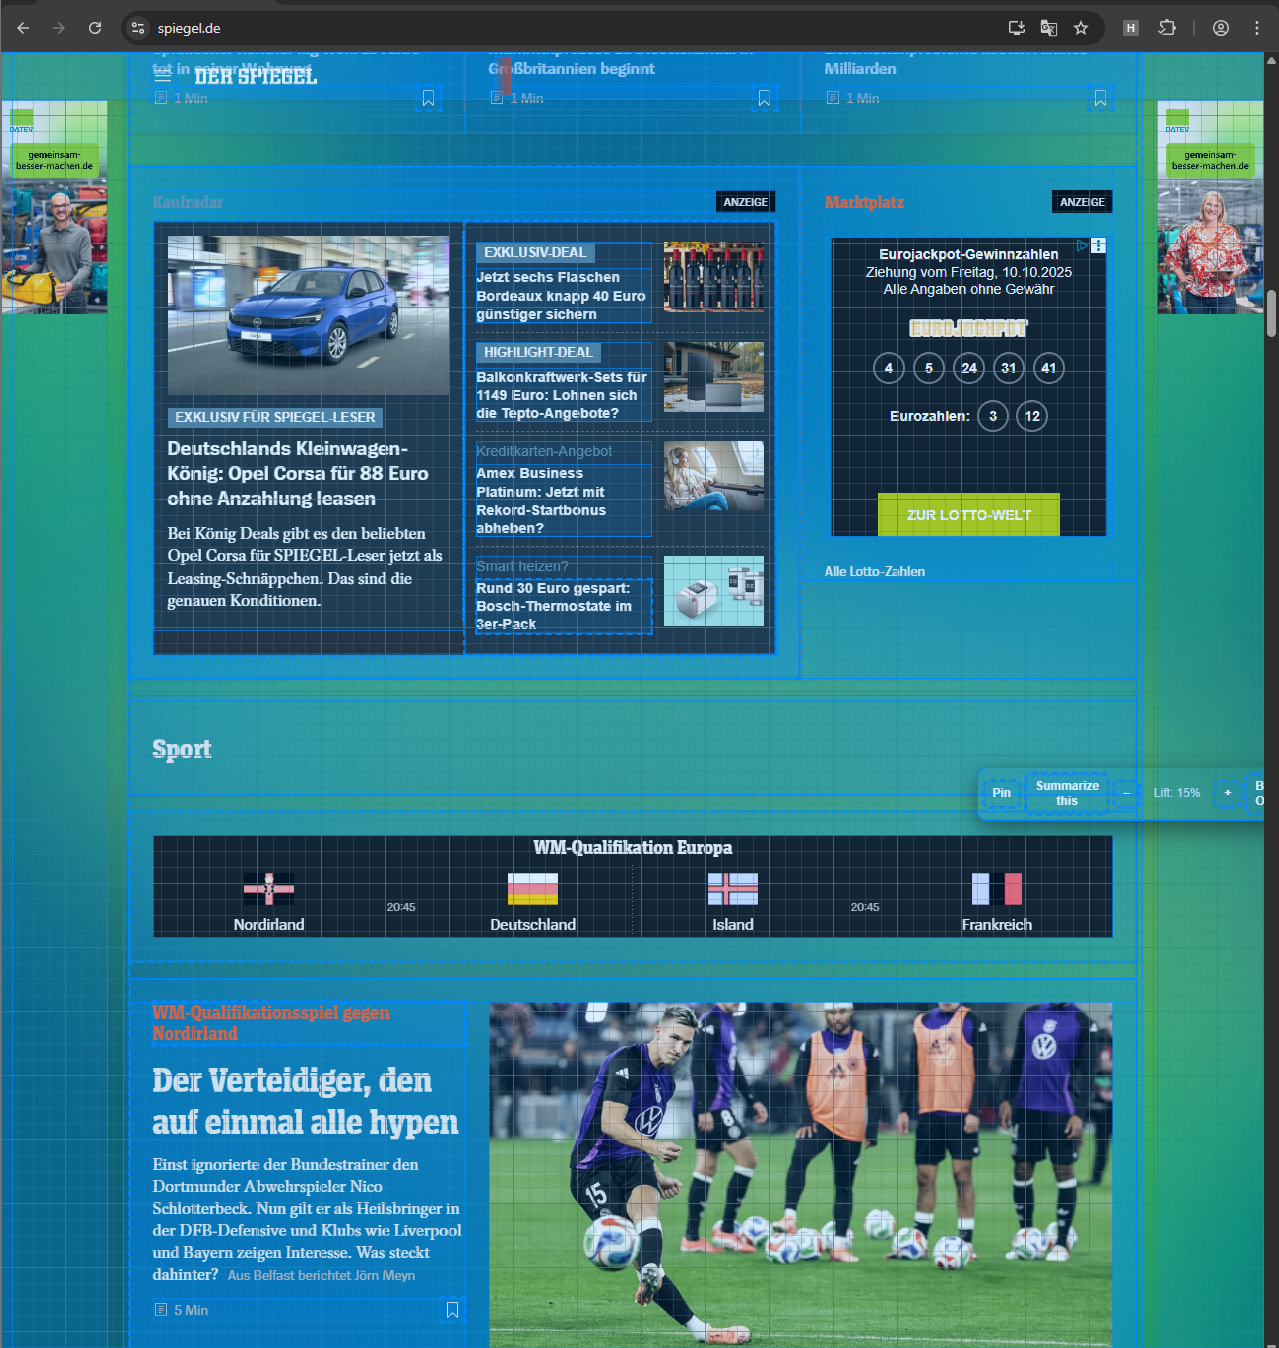 spiegel.de
H
tot in seiner Wohnung
Großbritannien beginnt
Milliarden
DER SPIEGEL
1 Min
1 Min
1 Min
DATEV
gemeinsam-
besser-machen.de
DATEV
gemeinsam-
besser-machen.de
Kaufradar
ANZEIGE
EXKLUSIV FÜR SPIEGEL-LESER
Deutschlands Kleinwagen-
König: Opel Corsa für 88 Euro
ohne Anzahlung leasen
Bei König Deals gibt es den beliebten
Opel Corsa für SPIEGEL-Leser jetzt als
Leasing-Schnäppchen. Das sind die
genauen Konditionen.
EXKLUSIV-DEAL
Jetzt sechs Flaschen
Bordeaux knapp 40 Euro
günstiger sichern
HIGHLIGHT-DEAL
Balkonkraftwerk-Sets für
1149 Euro: Lohnen sich
die Tepto-Angebote?
Kreditkarten-Angebot
Amex Business
Platinum: Jetzt mit
Rekord-Startbonus
abheben?
Smart heizen?
Rund 30 Euro gespart:
Bosch-Thermostate im
3er-Pack
Marktplatz
ANZEIGE
Eurojackpot-Gewinnzahlen
Ziehung vom Freitag, 10.10.2025
Alle Angaben ohne Gewähr
EUROJACKPOT
4 5 24 31 41
Eurozahlen: 3 12
ZUR LOTTO-WELT
Alle Lotto-Zahlen
Sport
Pin
Summarize
this
–
Lift: 15%
+
WM-Qualifikation Europa
Nordirland
20:45
Deutschland
Island
20:45
Frankreich
WM-Qualifikationsspiel gegen
Nordirland
Der Verteidiger, den
auf einmal alle hypen
Einst ignorierte der Bundestrainer den
Dortmunder Abwehrspieler Nico
Schlotterbeck. Nun gilt er als Heilsbringer in
der DFB-Defensive und Klubs wie Liverpool
und Bayern zeigen Interesse. Was steckt
dahinter? Aus Belfast berichtet Jörn Meyn
5 Min
15